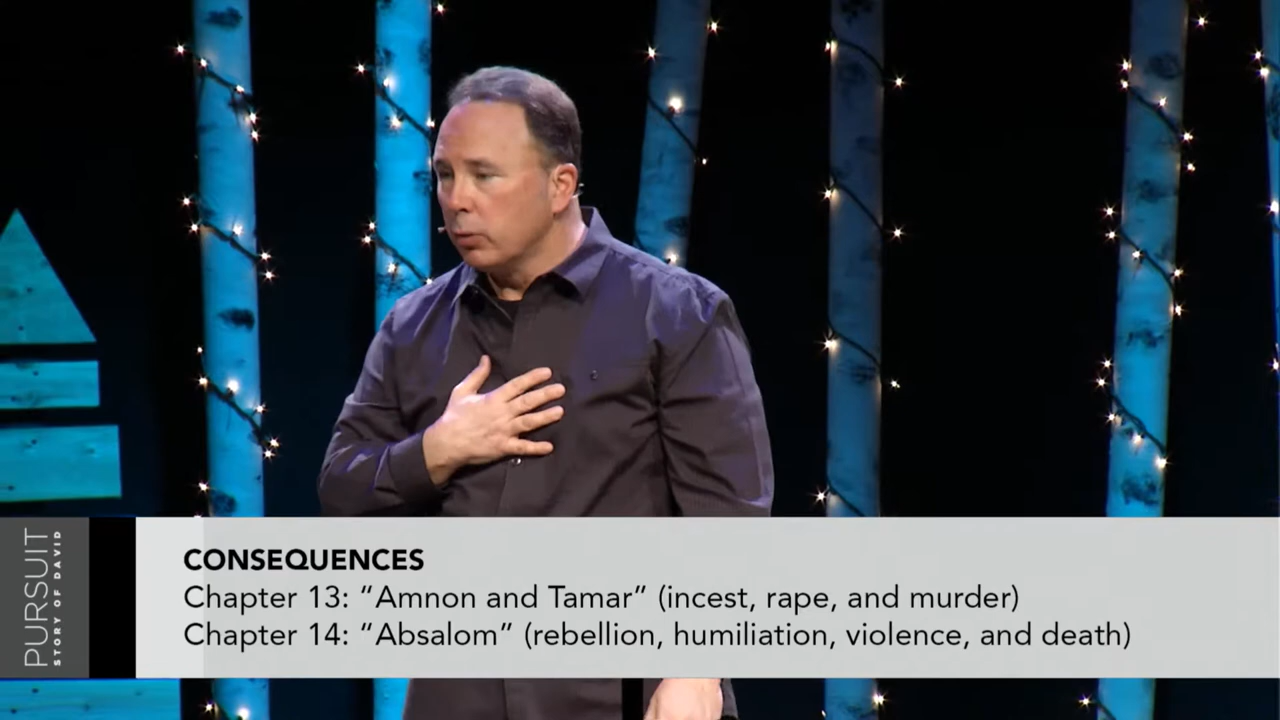 PURSUIT
STORY OF DAVID
CONSEQUENCES
Chapter 13: “Amnon and Tamar” (incest, rape, and murder)
Chapter 14: “Absalom” (rebellion, humiliation, violence, and death)